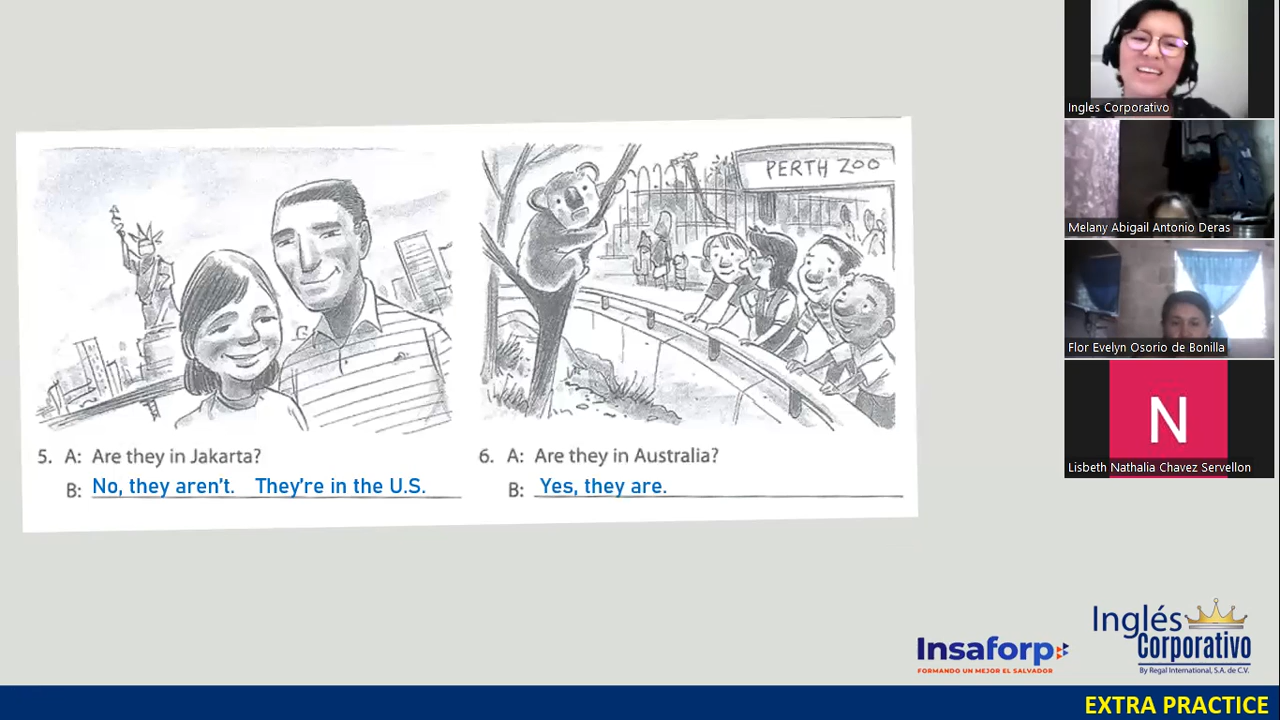 PERTH ZOO
5. A: Are they in Jakarta?
B: No, they aren't. They're in the U.S.
6. A: Are they in Australia?
B: Yes, they are.
Ingles Corporativo
Melany Abigail Antonio Deras
Flor Evelyn Osorio de Bonilla
N
Lisbeth Nathalia Chavez Servellon
Insaforp
FORMANDO UN MEJOR EL SALVADOR
Inglés
Corporativo
By Regal International, S.A. de C.V.
EXTRA PRACTICE